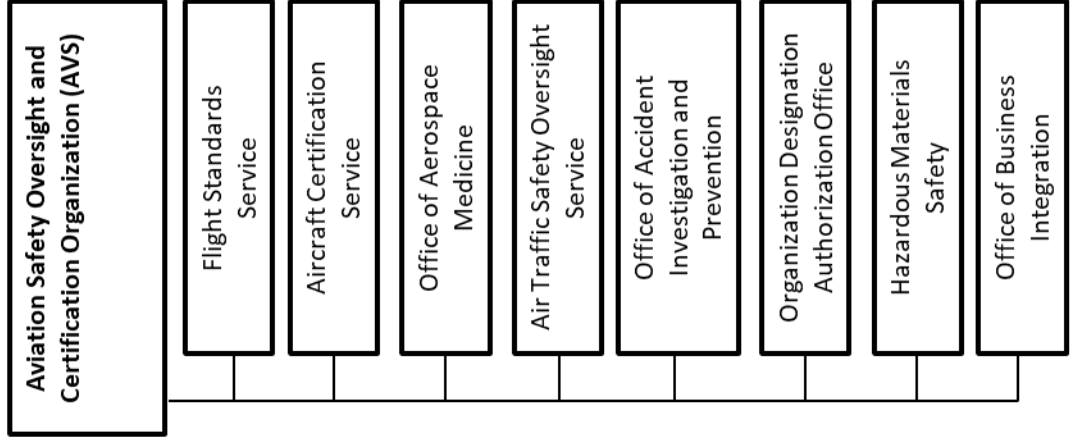 Aviation Safety Oversight and
Certification Organization (AVS)
Flight Standards
Service
Aircraft Certification
Service
Office of Aerospace
Medicine
Air Traffic Safety Oversight
Service
Office of Accident
Investigation and
Prevention
Organization Designation
Authorization Office
Hazardous Materials
Safety
Office of Business
Integration